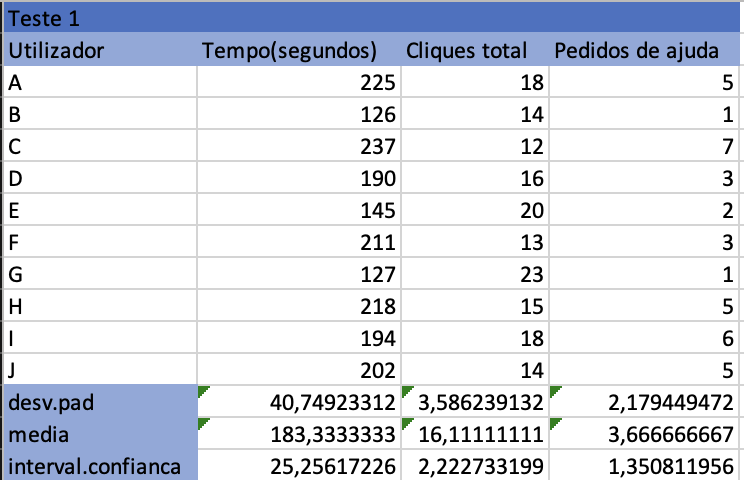 Teste 1
Utilizador Tempo(segundos) Cliques total Pedidos de ajuda
A 225 18 5
B 126 14 1
C 237 12 7
D 190 16 3
E 145 20 2
F 211 13 3
G 127 23 1
H 218 15 5
I 194 18 6
J 202 14 5
desv.pad 40,74923312 3,586239132 2,179449472
media 183,3333333 16,11111111 3,666666667
interval.confianca 25,25617226 2,222733199 1,350811956